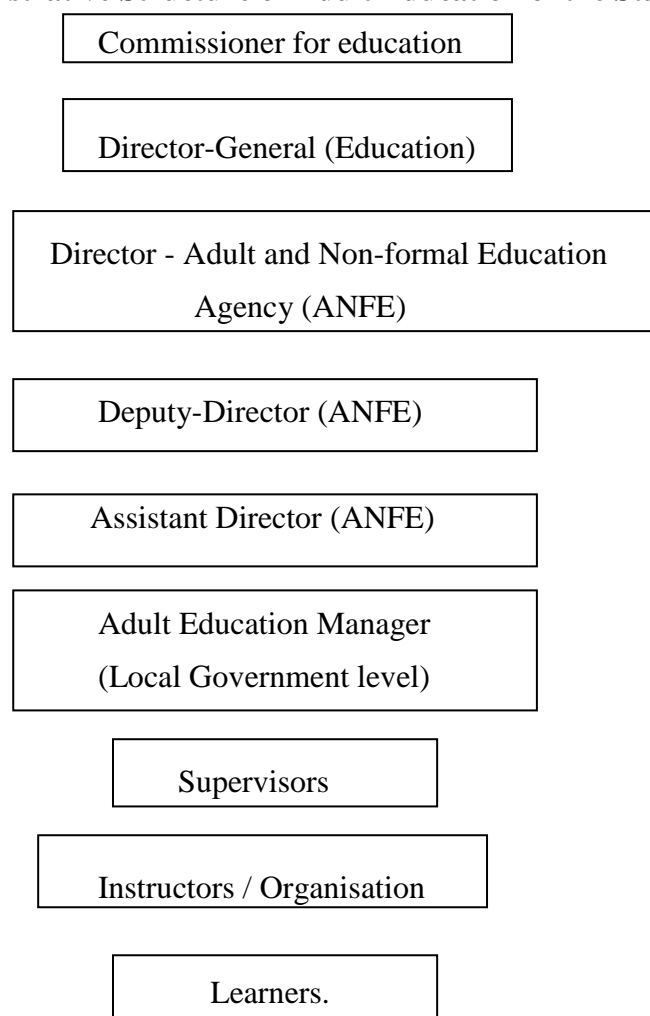 Commissioner for education
Director-General (Education)
Director - Adult and Non-formal Education
Agency (ANFE)
Deputy-Director (ANFE)
Assistant Director (ANFE)
Adult Education Manager
(Local Government level)
Supervisors
Instructors / Organisation
Learners.